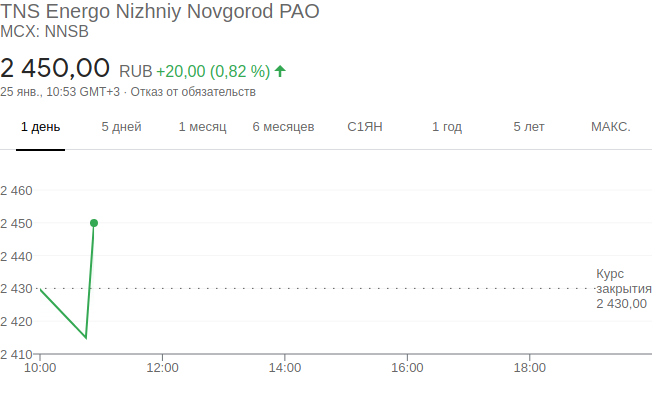 TNS Energo Nizhniy Novgorod PAO
MCX: NNSB
2 450,00 RUB +20,00 (0,82 %)
25 янв., 10:53 GMT+3 · Отказ от обязательств
1 день 5 дней 1 месяц 6 месяцев С1ЯН 1 год 5 лет МАКС.
2 460
2 450
2 440
2 430
2 420
2 410
Курс
закрытия
2 430,00
10:00 12:00 14:00 16:00 18:00